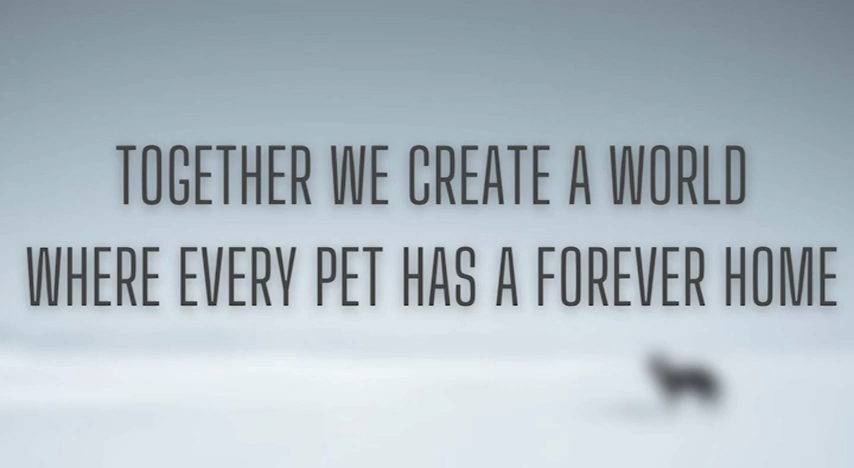 TOGETHER WE CREATE A WORLD
WHERE EVERY PET HAS A FOREVER HOME